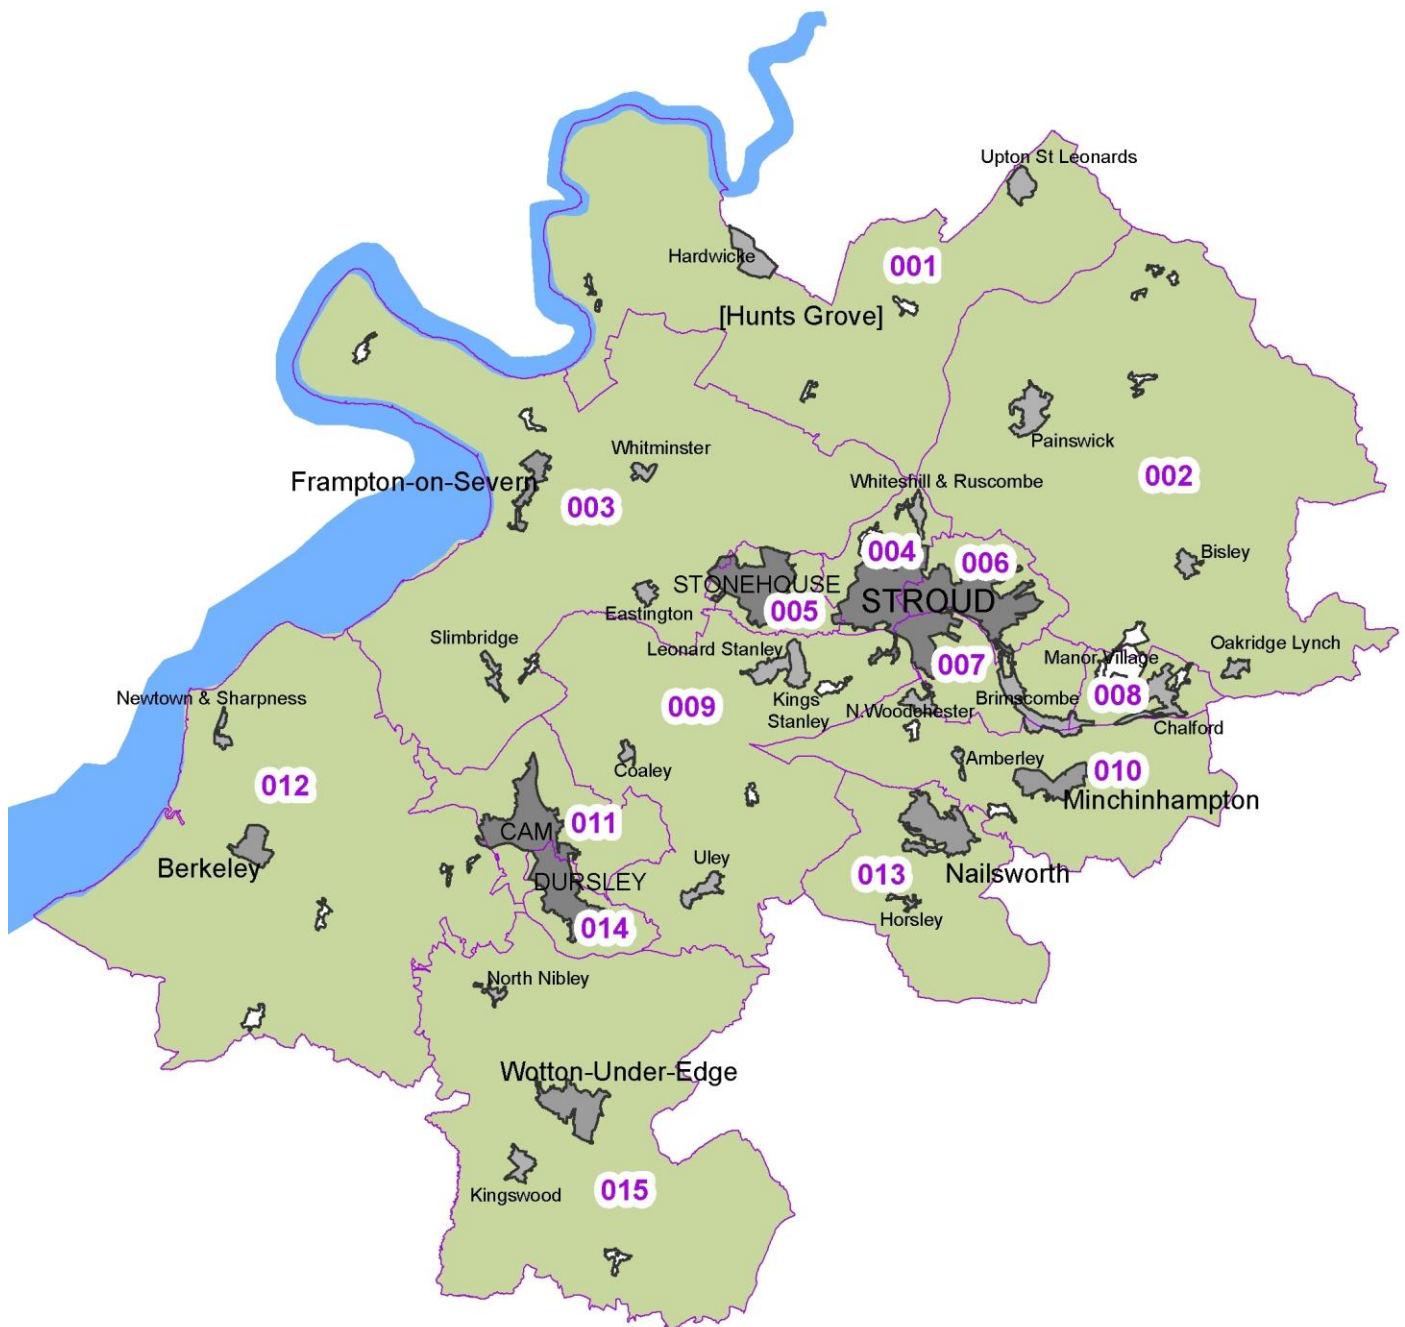 Upton St Leonards
Hardwicke
001
[Hunts Grove]
Painswick
Whitminster
Frampton-on-Severn
003
Whiteshill & Ruscombe
002
004
006
Bisley
STONEHOUSE
005
STROUD
Eastington
Slimbridge
Leonard Stanley
007
Manor Village
Oakridge Lynch
Newtown & Sharpness
009
Kings
Stanley
N.Woodchester
Brimscombe
008
Chalford
012
Coaley
Amberley
010
Minchinhampton
CAM
011
Berkeley
Uley
DURSLEY
013
Nailsworth
014
Horsley
North Nibley
Wotton-Under-Edge
Kingswood
015